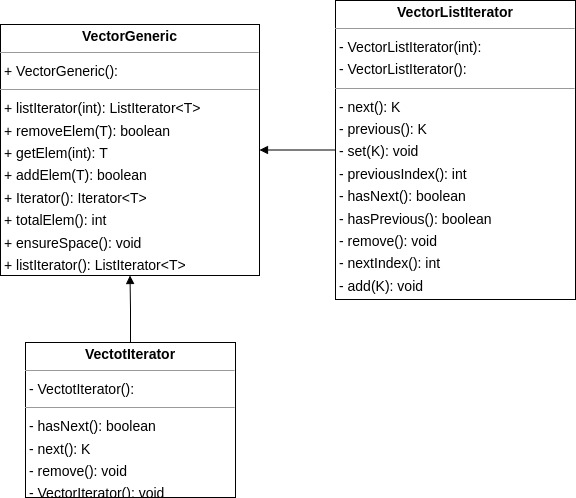 VectorGeneric
+ VectorGeneric():
+ listIterator(int): ListIterator<T>
+ removeElem(T): boolean
+ getElem(int): T
+ addElem(T): boolean
+ Iterator(): Iterator<T>
+ totalElem(): int
+ ensureSpace(): void
+ listIterator(): ListIterator<T>
VectorListIterator
- VectorListIterator(int):
- VectorListIterator():
- next(): K
- previous(): K
- set(K): void
- previousIndex(): int
- hasNext(): boolean
- hasPrevious(): boolean
- remove(): void
- nextIndex(): int
- add(K): void
VectotIterator
- VectotIterator():
- hasNext(): boolean
- next(): K
- remove(): void
- VectorIterator(): void